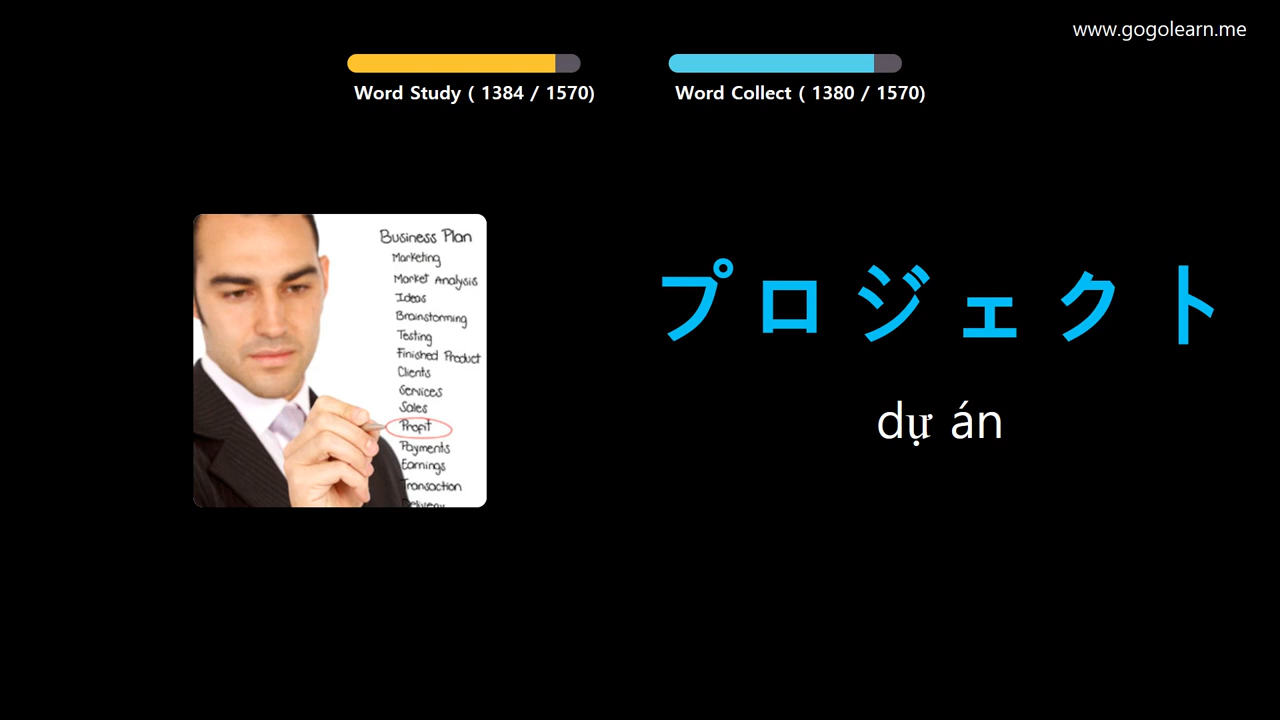 www.gogolearn.me
Word Study ( 1384 / 1570)
Word Collect ( 1380 / 1570)
Business Plan
Marketing
Market Analysis
Ideas
Brainstorming
Testing
Finished Product
Clients
Services
Sales
Profit
Payments
Earnings
Transaction
Delivery
プロジェクト
dự án